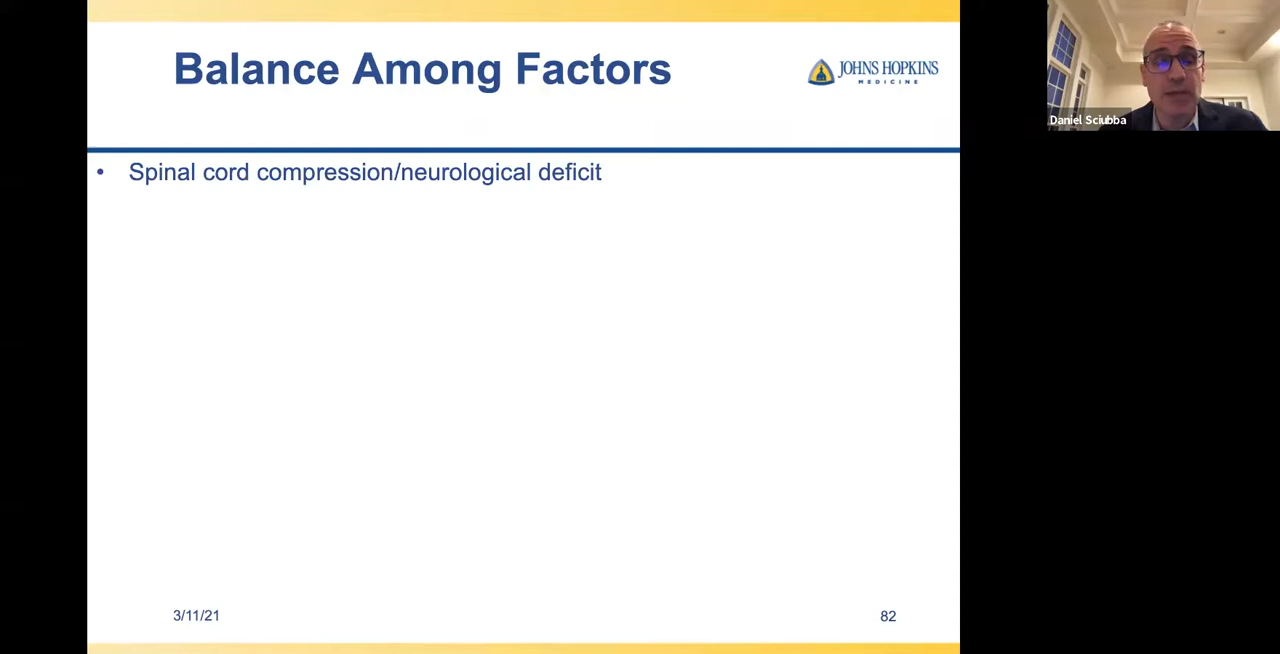 Balance Among Factors
JOHNS HOPKINS
MEDICINE
Daniel Sciubba
• Spinal cord compression/neurological deficit
3/11/21
82